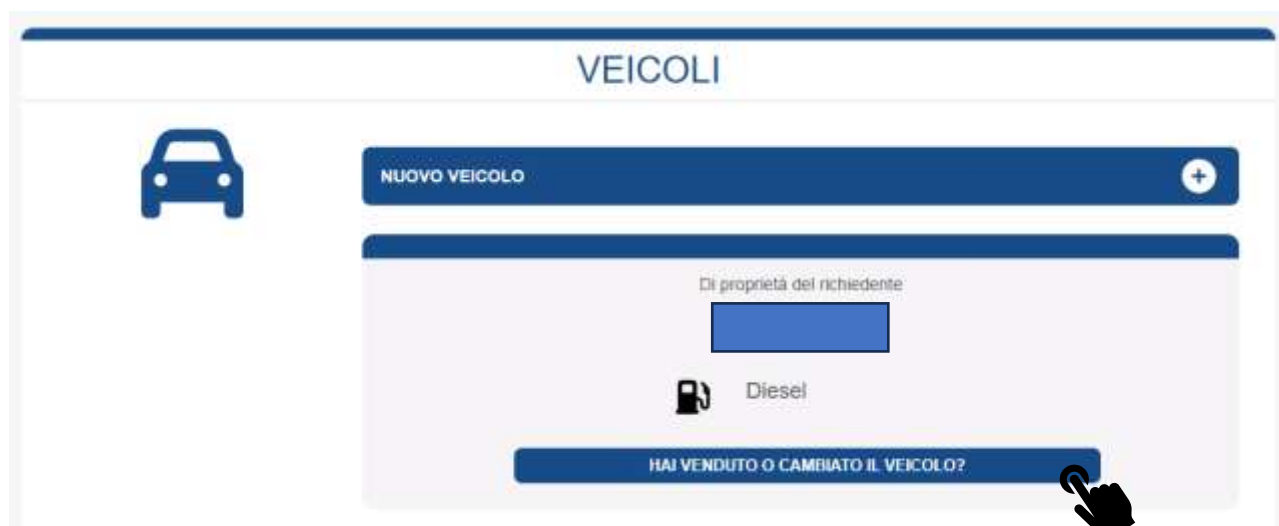 VEICOLI
NUOVO VEICOLO
Di proprietà del richiedente
Diesel
HAI VENDUTO O CAMBIATO IL VEICOLO?